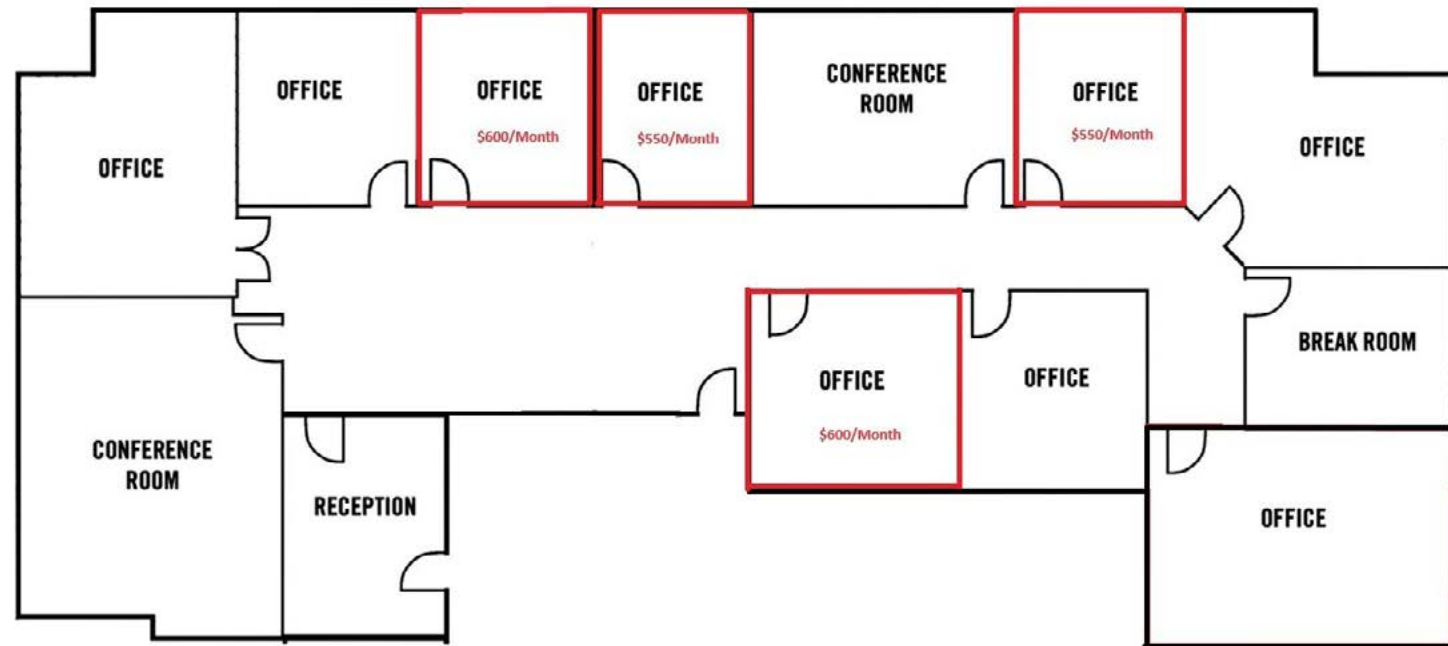 OFFICE
OFFICE
$600/Month
OFFICE
$550/Month
CONFERENCE
ROOM
OFFICE
$550/Month
OFFICE
OFFICE
BREAK ROOM
OFFICE
$600/Month
OFFICE
CONFERENCE
ROOM
RECEPTION
OFFICE